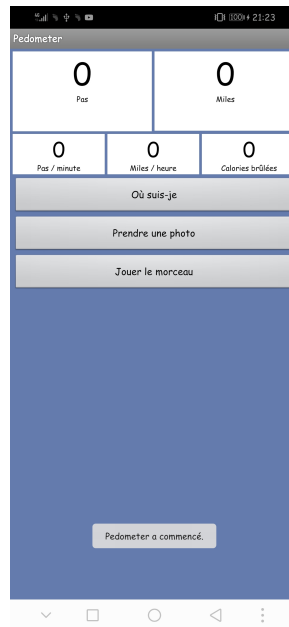 100 21:23
Pedometer
0 0
Pas Miles
0 0 0
Pas / minute Miles / heure Calories brûlées
Où suis-je
Prendre une photo
Jouer le morceau
Pedometer a commencé.